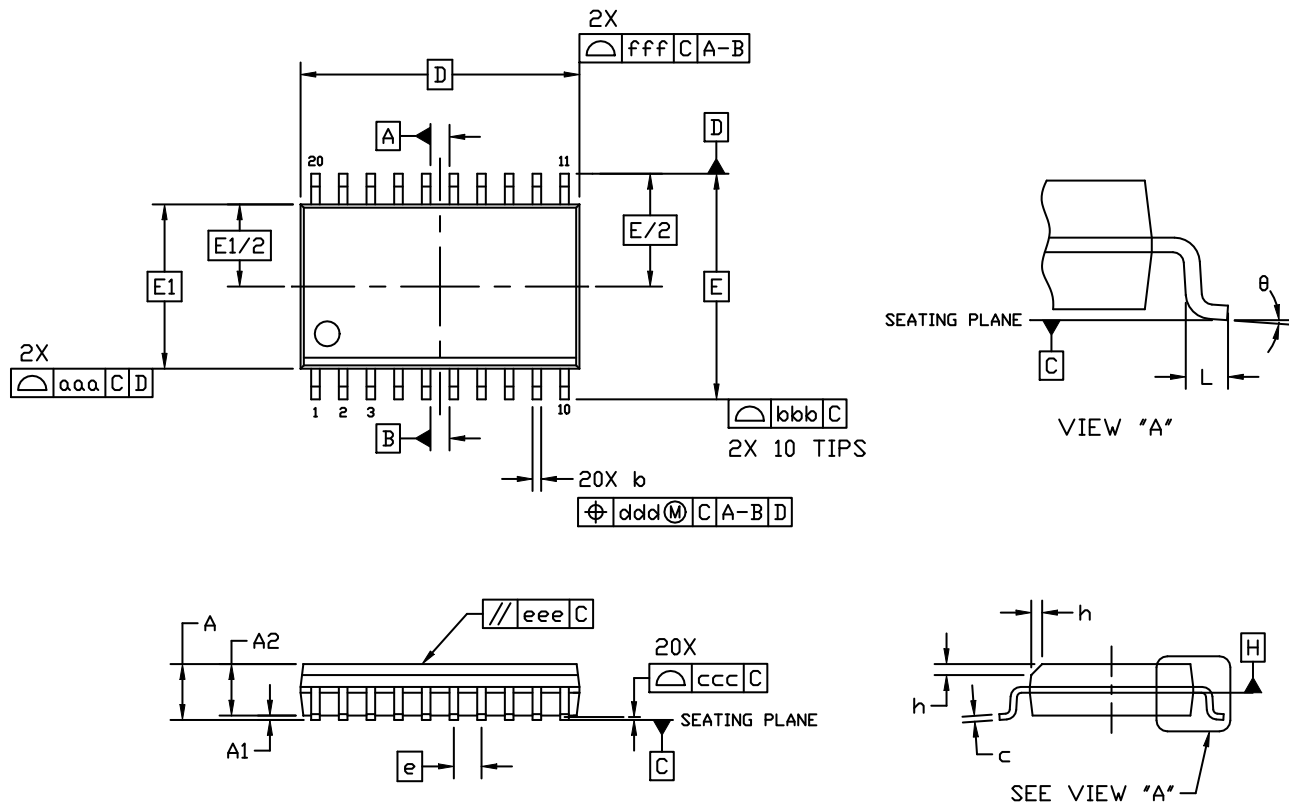 2X
⌓ fff C A-B
D
A
D
20
11
E1/2
E/2
E1
E
θ
SEATING PLANE
C
L
VIEW "A"
2X
⌓ aaa C D
1 2 3
10
B
⌓ bbb C
2X 10 TIPS
20X b
⌖ ddd Ⓜ C A-B D
// eee C
A
A2
20X
⌓ ccc C
SEATING PLANE
A1
e
C
h
H
h
c
SEE VIEW "A"